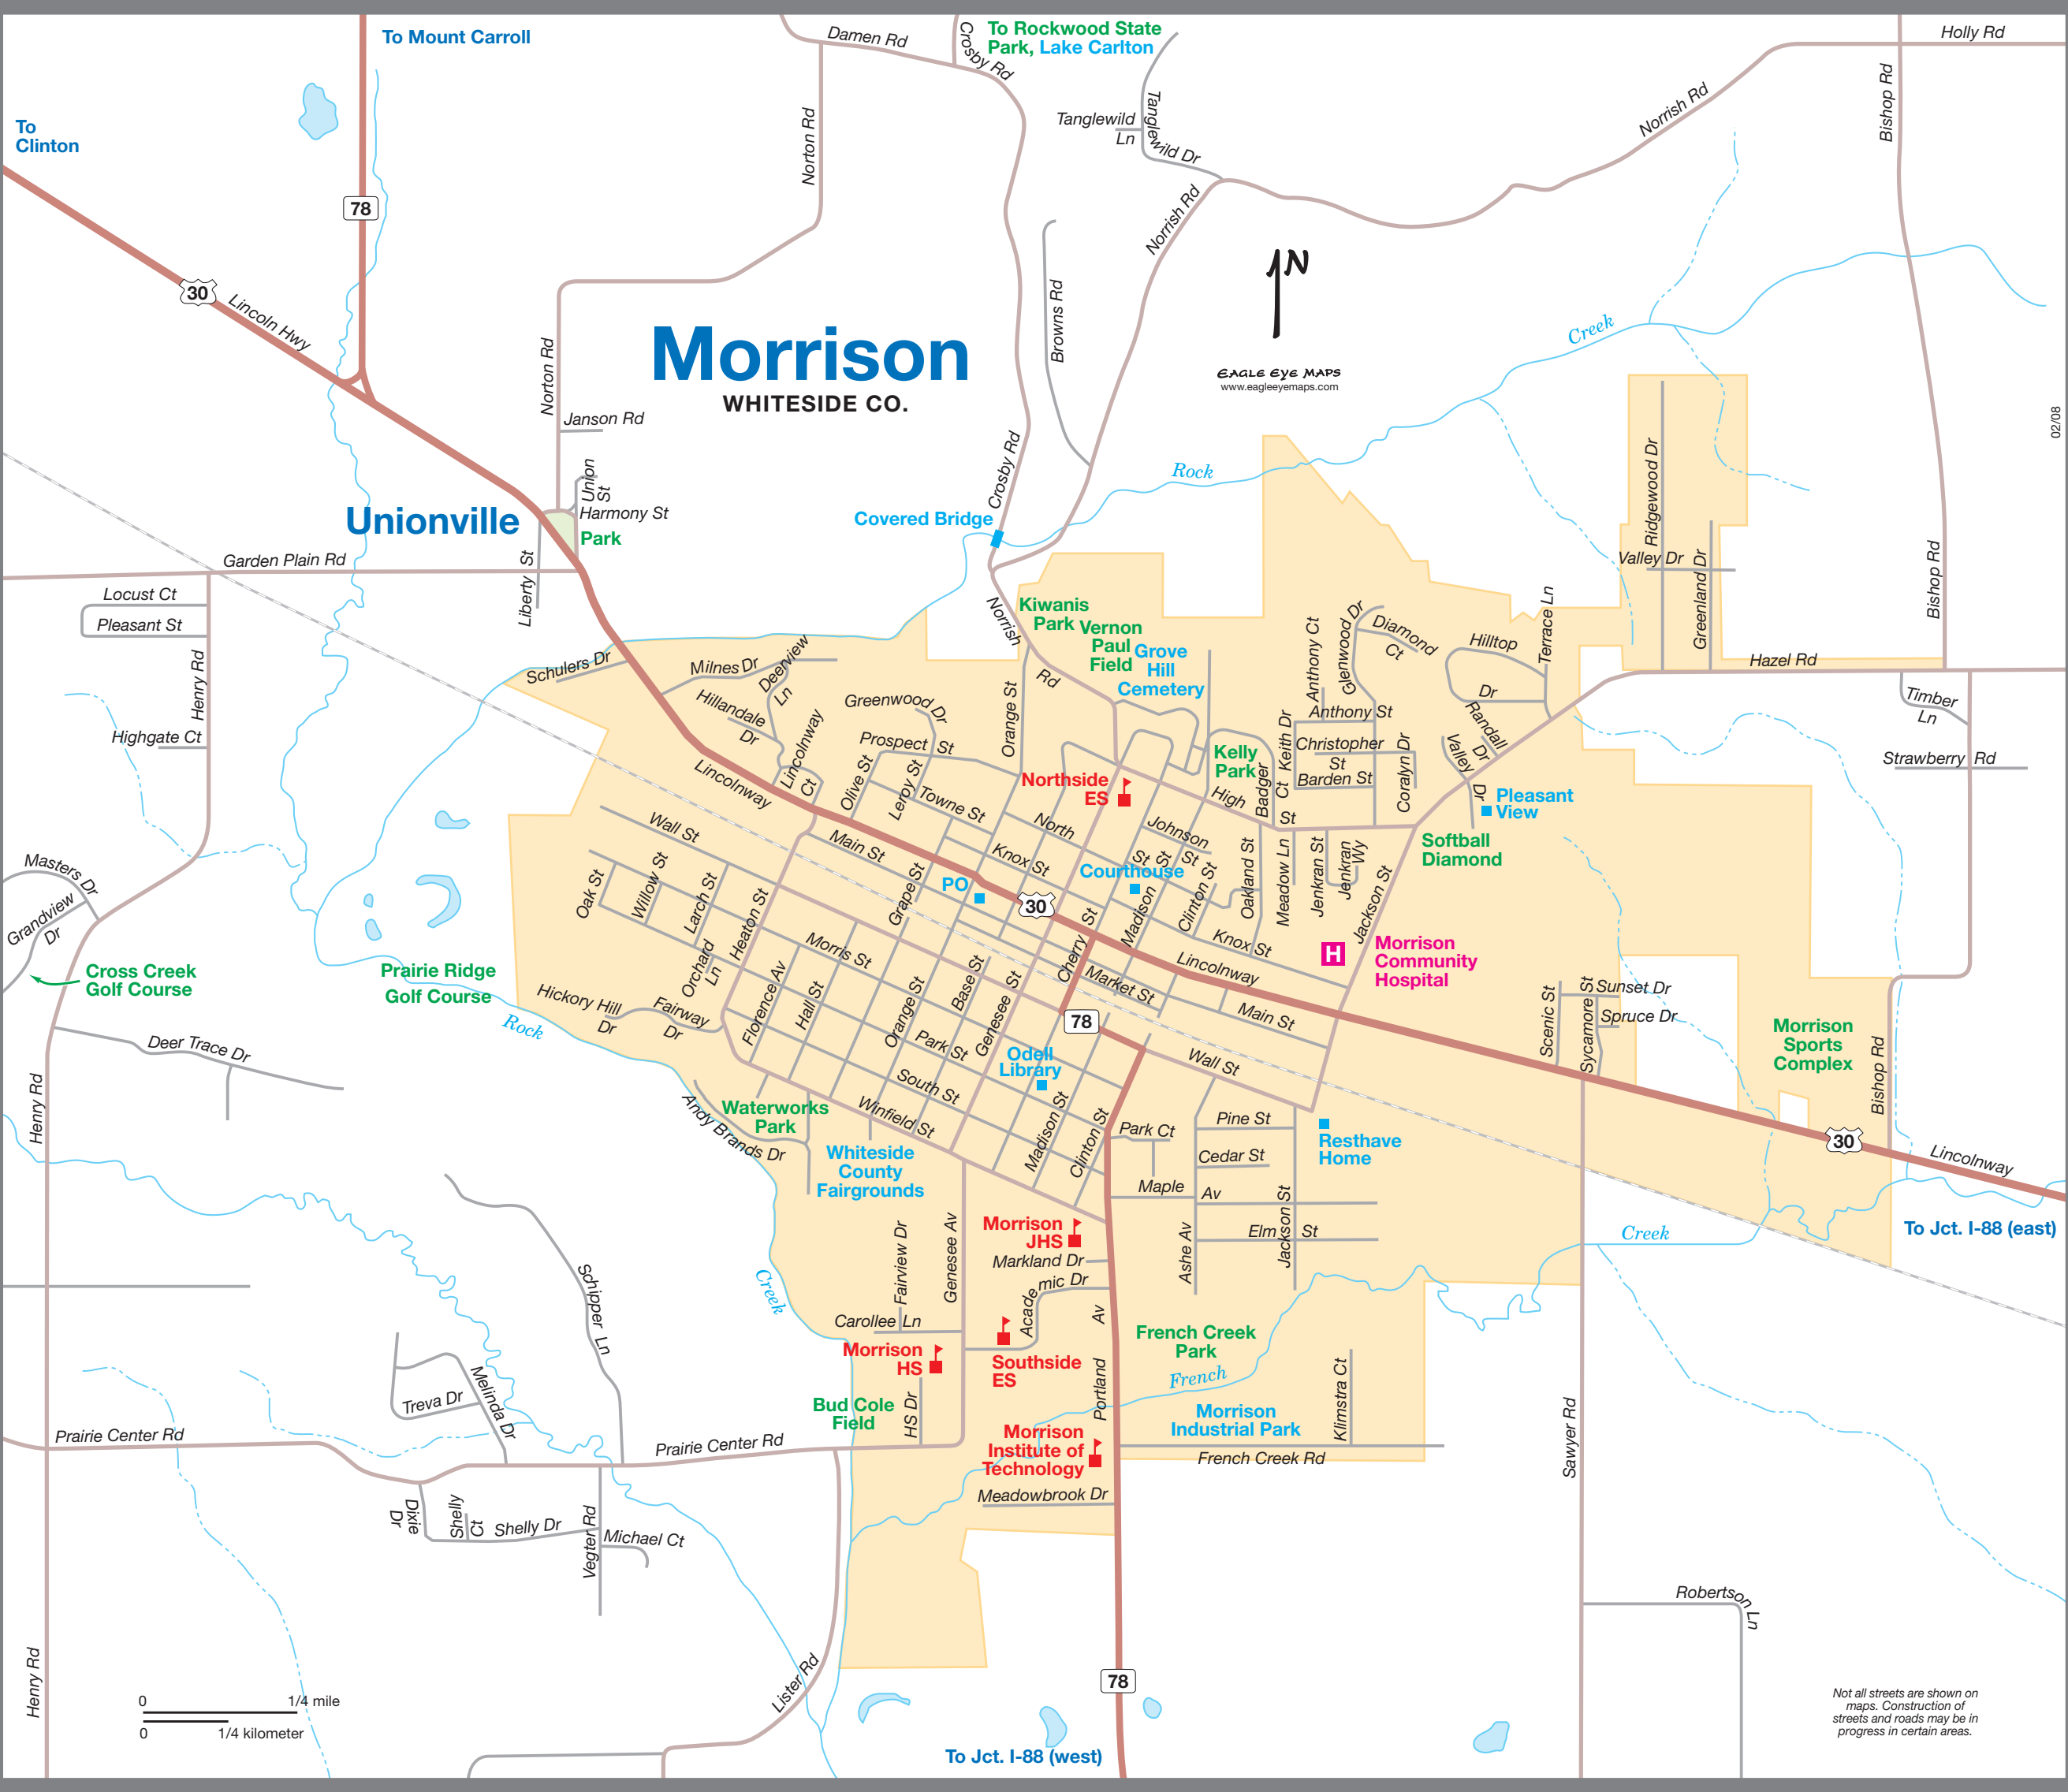 To Mount Carroll
Damen Rd
Crosby Rd
To Rockwood State
Park, Lake Carlton
Holly Rd
Bishop Rd
Norrish Rd
To
Clinton
Norton Rd
Tanglewild
Ln
Tanglewild Dr
78
Norrish Rd
N
30
Lincoln Hwy
Browns Rd
Creek
Morrison
WHITESIDE CO.
EAGLE EYE MAPS
www.eagleeyemaps.com
02/08
Norton Rd
Janson Rd
Union
St
Harmony St
Unionville
Park
Crosby Rd
Rock
Covered Bridge
Ridgewood Dr
Valley Dr
Greenland Dr
Bishop Rd
Garden Plain Rd
Liberty St
Locust Ct
Pleasant St
Henry Rd
Highgate Ct
Norrish
Rd
Kiwanis
Park
Vernon
Paul
Field
Grove
Hill
Cemetery
Anthony Ct
Glenwood Dr
Diamond
Ct
Hilltop
Dr
Terrace Ln
Hazel Rd
Timber
Ln
Strawberry Rd
Schulers Dr
Milnes Dr
Deerview
Ln
Hillandale
Dr
Lincolnway
Ct
Greenwood Dr
Prospect St
Orange St
Olive St
Leroy St
Towne St
Lincolnway
Northside
ES
Kelly
Park
Keith Dr
Anthony St
Christopher
St
Barden St
Coralyn Dr
Badger
Ct
Randall
Dr
Valley
Dr
Pleasant
View
Softball
Diamond
High
St
North
St
Johnson
St
Wall St
Main St
Knox St
Courthouse
PO
30
Oak St
Willow St
Larch St
Heaton St
Grape St
Cherry St
Madison
St
Clinton St
Oakland St
Meadow Ln
Jenkran St
Jenkran
Wy
Jackson St
Masters Dr
Grandview
Dr
Cross Creek
Golf Course
Prairie Ridge
Golf Course
Rock
Orchard
Ln
Morris St
Knox St
Lincolnway
H
Morrison
Community
Hospital
Hickory Hill
Dr
Fairway
Dr
Florence Av
Hall St
Orange St
Base St
Genesee St
Market St
78
Main St
Park St
Odell
Library
Wall St
Scenic St
Sycamore St
Sunset Dr
Spruce Dr
Morrison
Sports
Complex
Bishop Rd
Deer Trace Dr
Henry Rd
Waterworks
Park
Andy Brands Dr
South St
Winfield St
Madison St
Clinton St
Park Ct
Pine St
Cedar St
Resthave
Home
30
Lincolnway
Whiteside
County
Fairgrounds
Maple
Av
Ashe Av
Jackson St
Elm St
Creek
To Jct. I-88 (east)
Creek
Schipper Ln
Fairview Dr
Genesee Av
Morrison
JHS
Markland Dr
Academic Dr
Carollee Ln
Morrison
HS
Southside
ES
Portland
Av
French Creek
Park
French
Treva Dr
Melinda Dr
Bud Cole
Field
HS Dr
Morrison
Industrial Park
Klimstra Ct
Prairie Center Rd
Prairie Center Rd
Morrison
Institute of
Technology
French Creek Rd
Sawyer Rd
Meadowbrook Dr
Dixie
Dr
Shelly
Ct
Shelly Dr
Vegter Rd
Michael Ct
Robertson Ln
Henry Rd
0 1/4 mile
0 1/4 kilometer
Lister Rd
78
To Jct. I-88 (west)
Not all streets are shown on
maps. Construction of
streets and roads may be in
progress in certain areas.